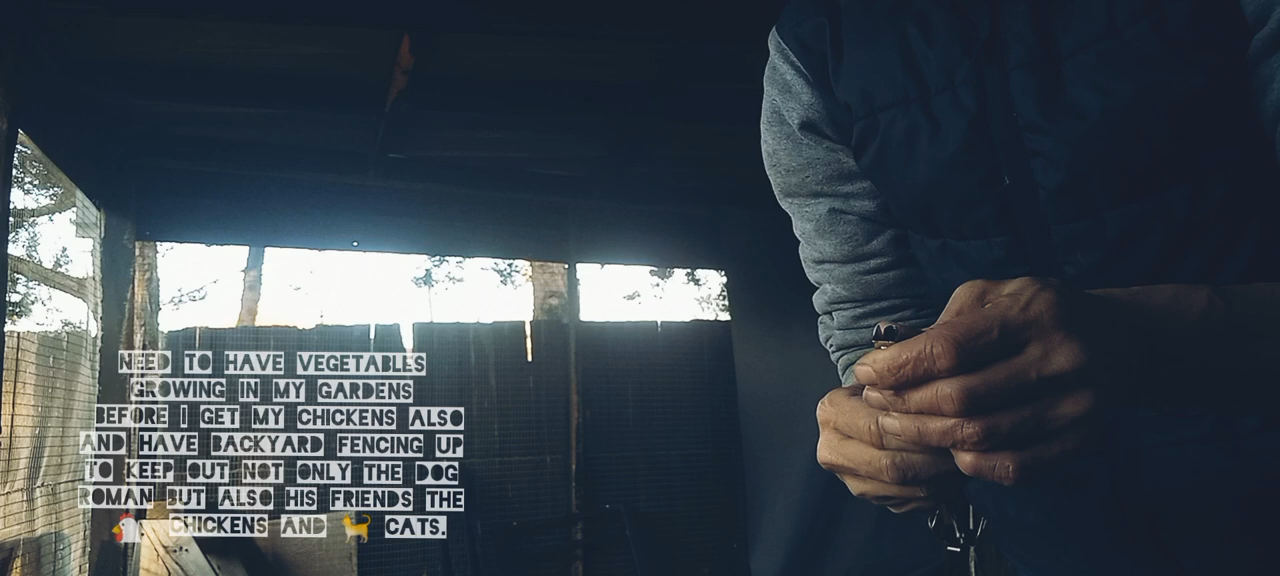 NEED TO HAVE VEGETABLES
GROWING IN MY GARDENS
BEFORE I GET MY CHICKENS ALSO
AND HAVE BACKYARD FENCING UP
TO KEEP OUT NOT ONLY THE DOG
ROMAN BUT ALSO HIS FRIENDS THE
🐔 CHICKENS AND 🐈 CATS.